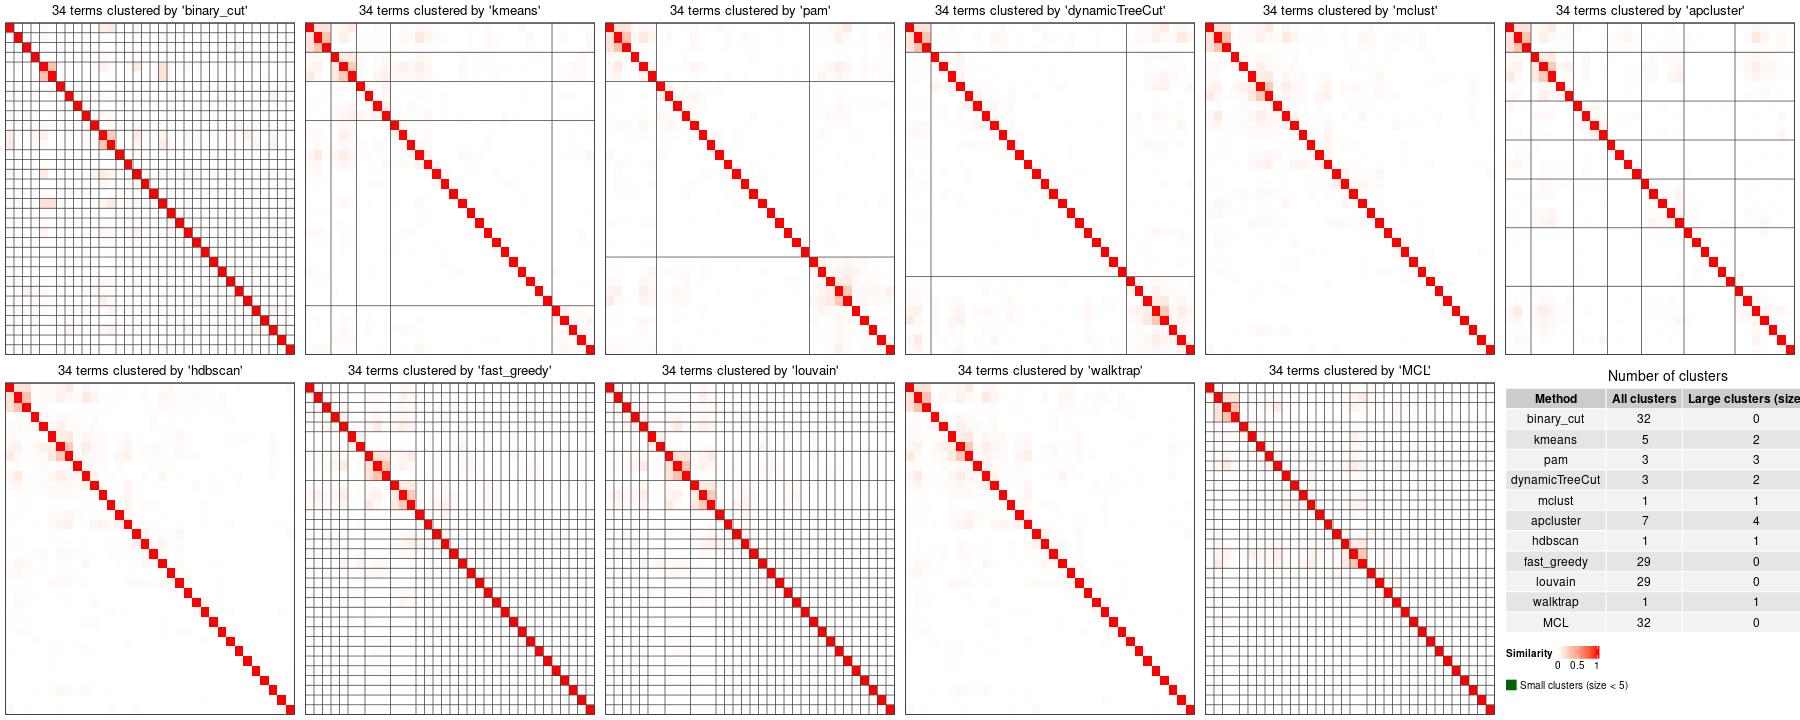 34 terms clustered by 'binary_cut'
34 terms clustered by 'kmeans'
34 terms clustered by 'pam'
34 terms clustered by 'dynamicTreeCut'
34 terms clustered by 'mclust'
34 terms clustered by 'apcluster'
34 terms clustered by 'hdbscan'
34 terms clustered by 'fast_greedy'
34 terms clustered by 'louvain'
34 terms clustered by 'walktrap'
34 terms clustered by 'MCL'
Number of clusters
Method All clusters Large clusters (size
binary_cut 32 0
kmeans 5 2
pam 3 3
dynamicTreeCut 3 2
mclust 1 1
apcluster 7 4
hdbscan 1 1
fast_greedy 29 0
louvain 29 0
walktrap 1 1
MCL 32 0
Similarity
0 0.5 1
Small clusters (size < 5)